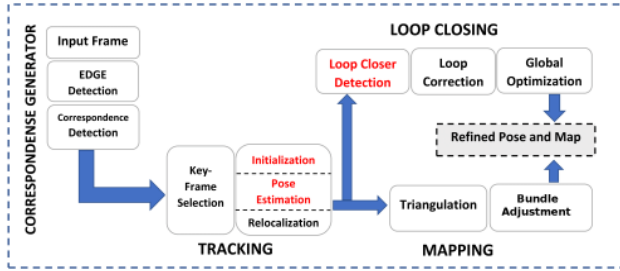 CORRESPONDENSE GENERATOR
Input Frame
EDGE
Detection
Correspondence
Detection
Key-
Frame
Selection
Initialization
Pose
Estimation
Relocalization
TRACKING
LOOP CLOSING
Loop Closer
Detection
Loop
Correction
Global
Optimization
Refined Pose and Map
Triangulation
Bundle
Adjustment
MAPPING